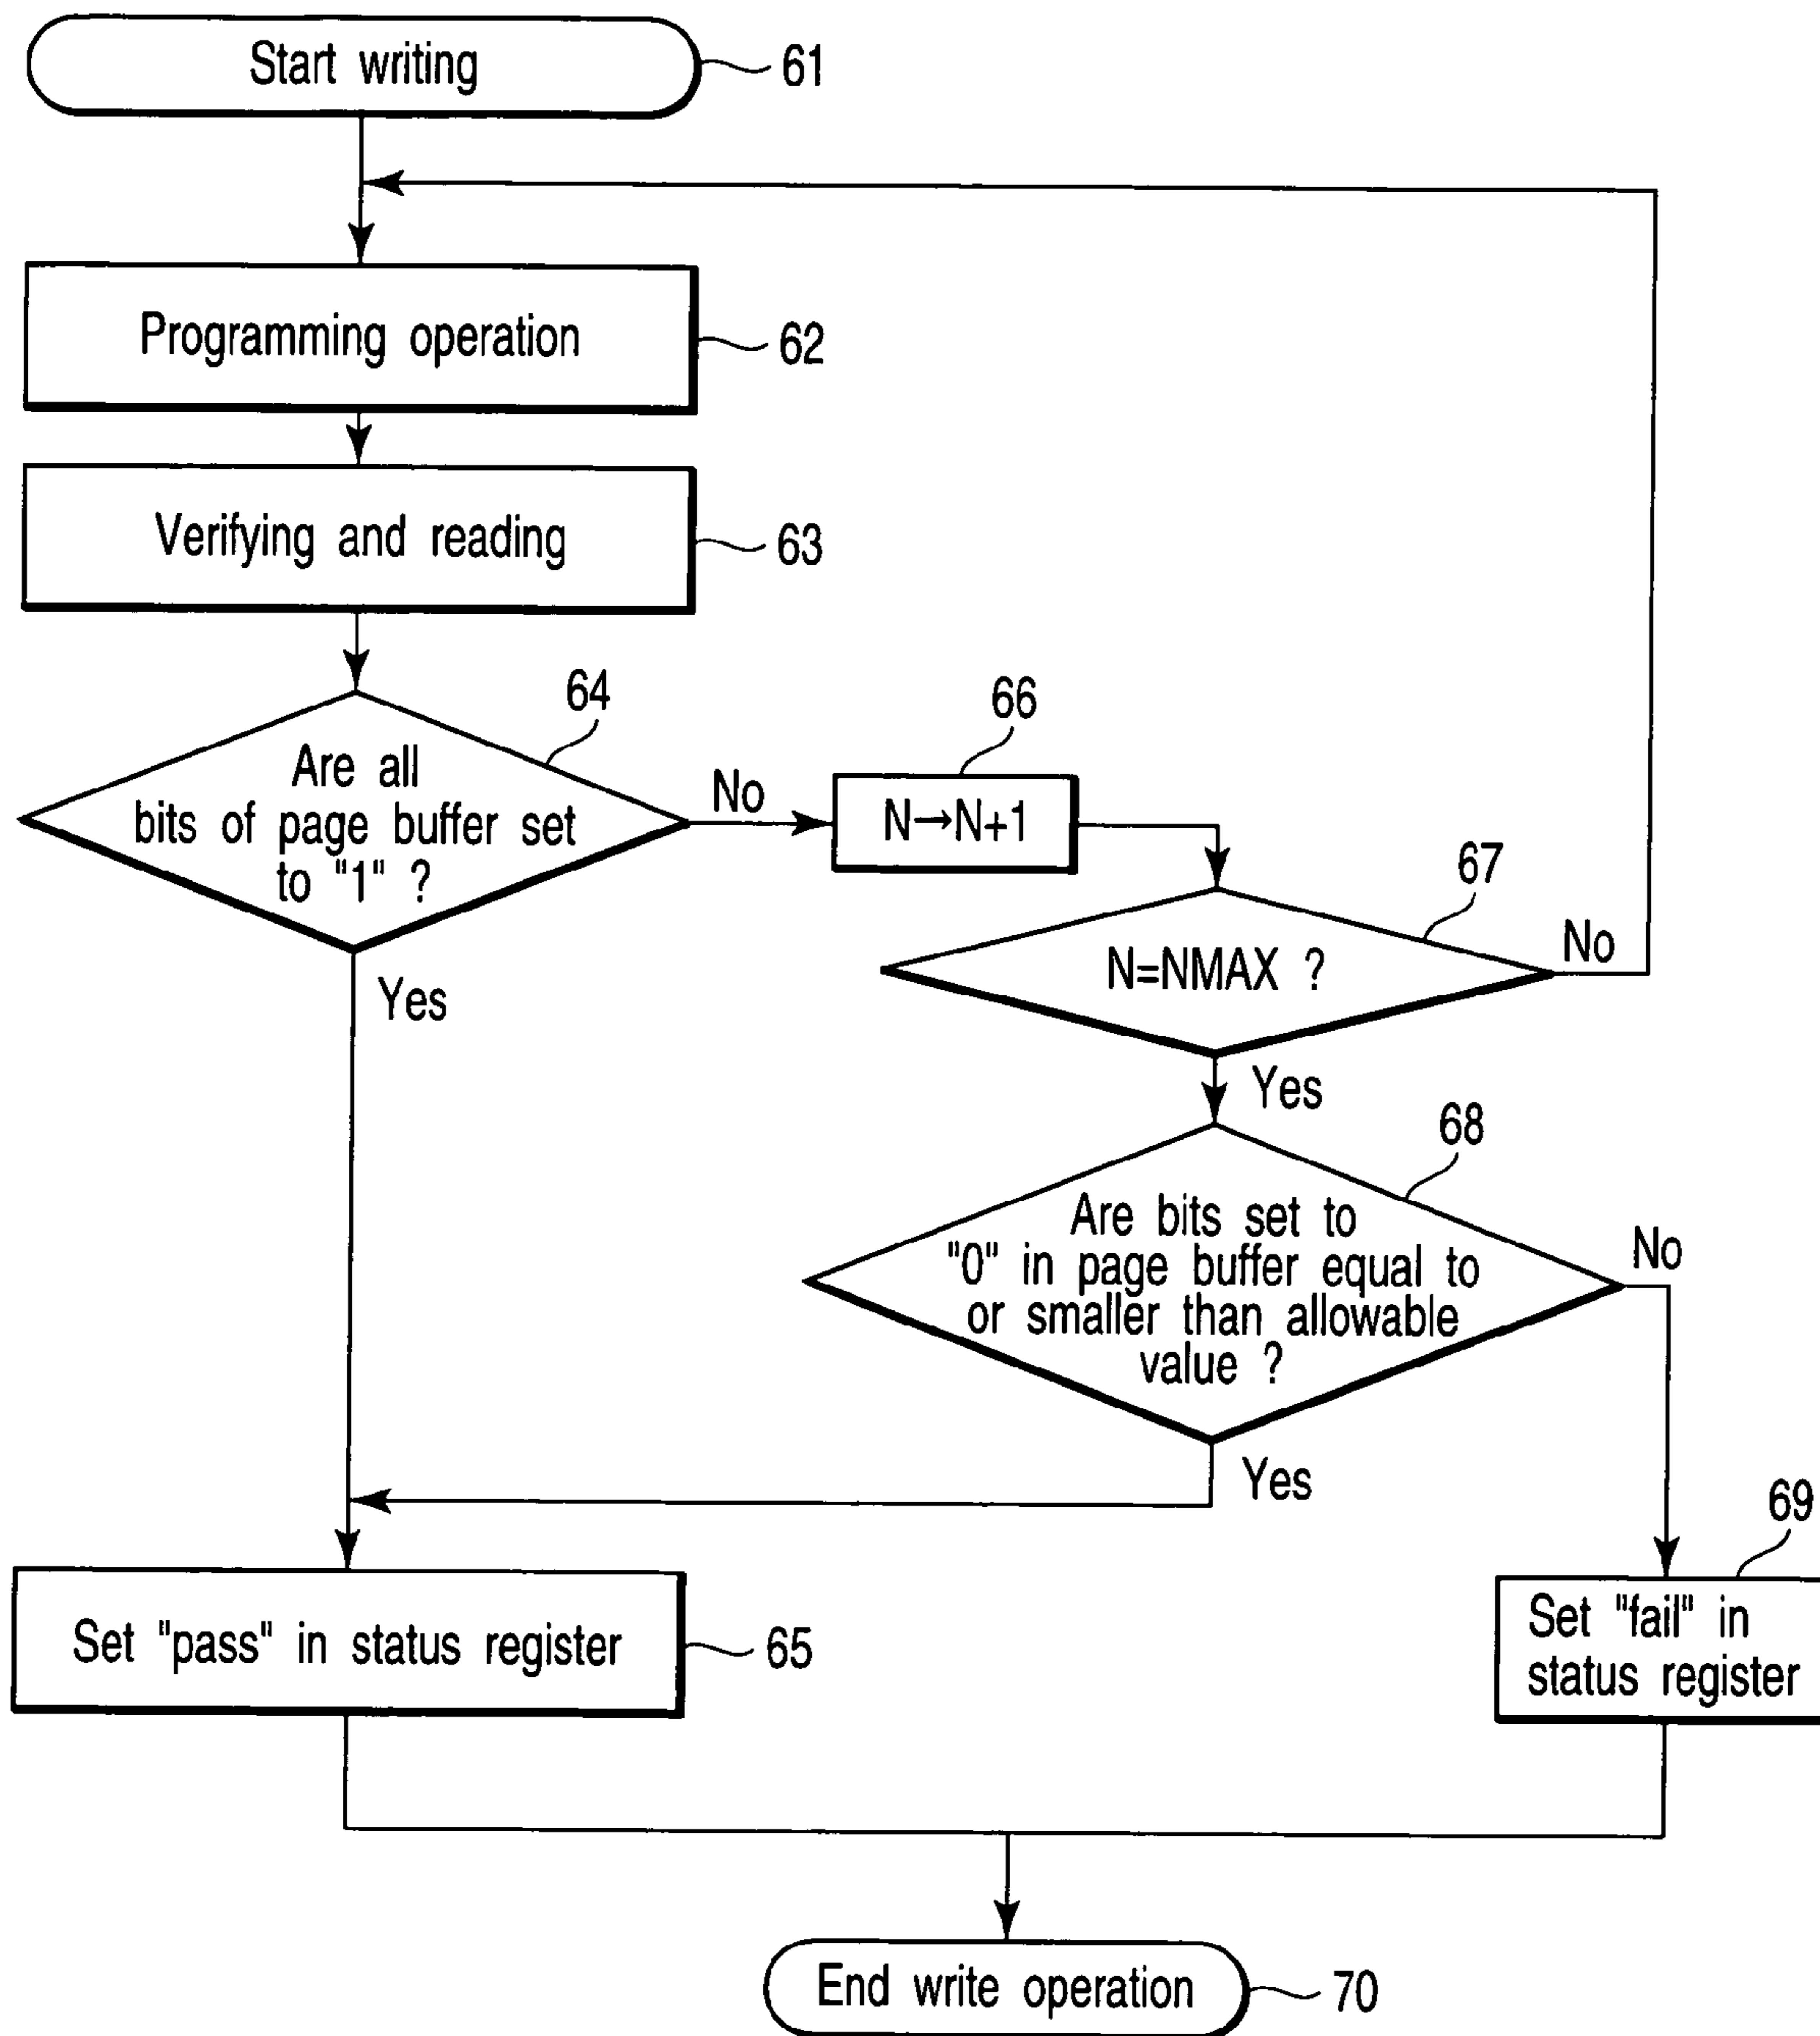 Start writing
61
Programming operation
62
Verifying and reading
63
64
Are all
bits of page buffer set
to "1" ?
No
Yes
66
N→N+1
67
N=NMAX ?
No
Yes
68
Are bits set to
"0" in page buffer equal to
or smaller than allowable
value ?
No
Yes
Set "pass" in status register
65
69
Set "fail" in
status register
End write operation
70